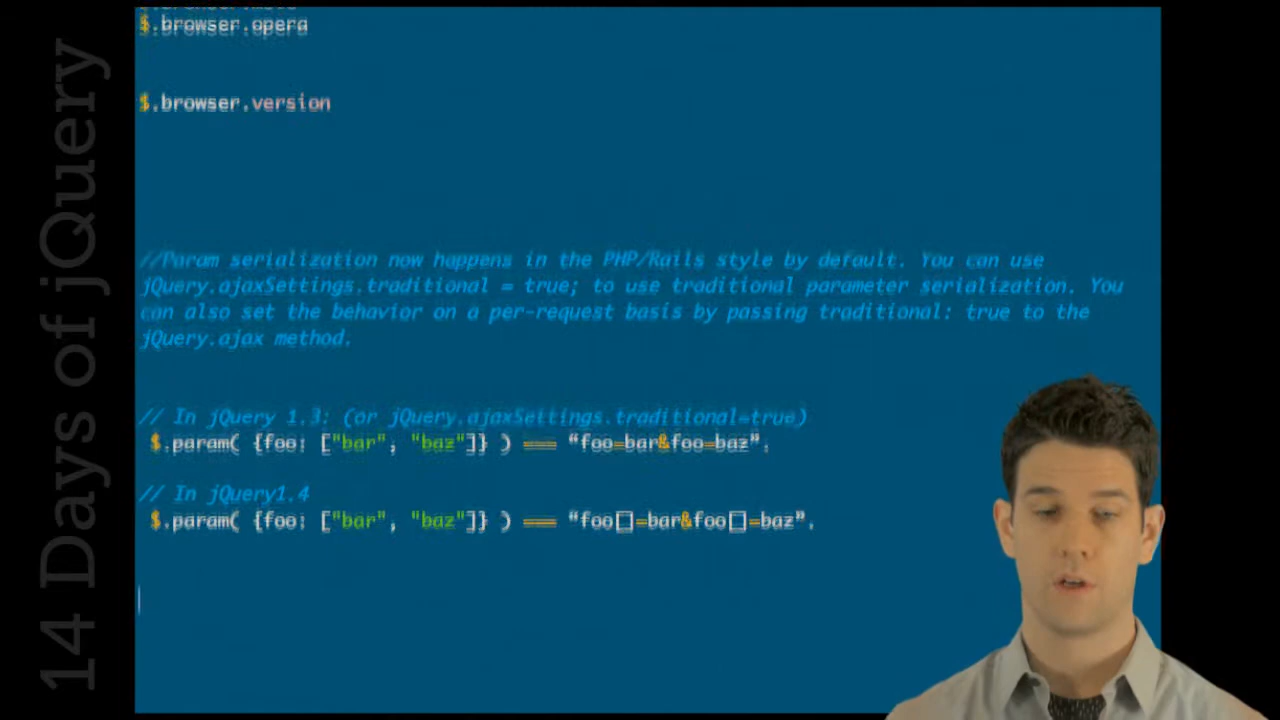 14 Days of jQuery
$.browser.opera
$.browser.version
//Param serialization now happens in the PHP/Rails style by default. You can use
jQuery.ajaxSettings.traditional = true; to use traditional parameter serialization. You
can also set the behavior on a per-request basis by passing traditional: true to the
jQuery.ajax method.
// In jQuery 1.3: (or jQuery.ajaxSettings.traditional=true)
$.param( {foo: ["bar", "baz"]} ) === “foo=bar&foo=baz”.
// In jQuery1.4
$.param( {foo: ["bar", "baz"]} ) === “foo[]=bar&foo[]=baz”.